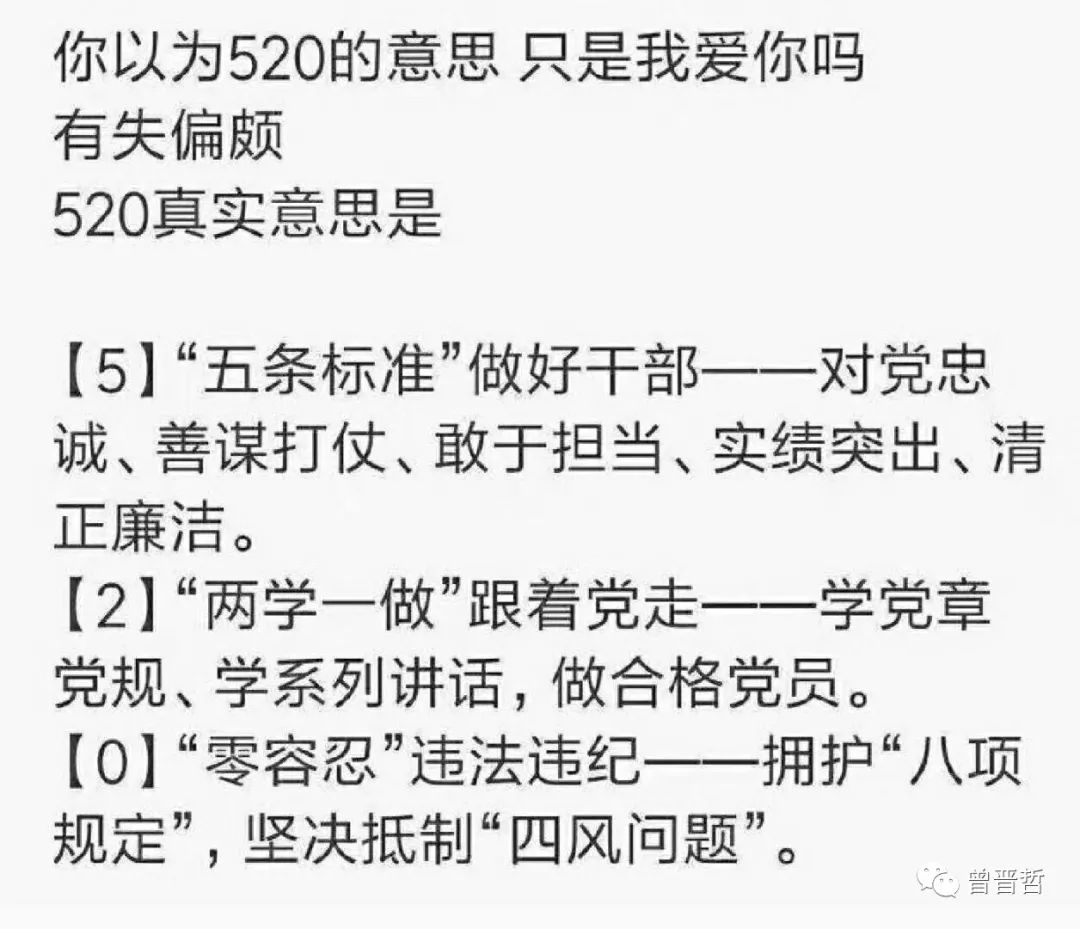 你以为520的意思 只是我爱你吗
有失偏颇
520真实意思是
【5】“五条标准”做好干部——对党忠
诚、善谋打仗、敢于担当、实绩突出、清
正廉洁。
【2】“两学一做”跟着党走——学党章
党规、学系列讲话，做合格党员。
【0】“零容忍”违法违纪——拥护“八项
规定”，坚决抵制“四风问题”。
曾晋哲